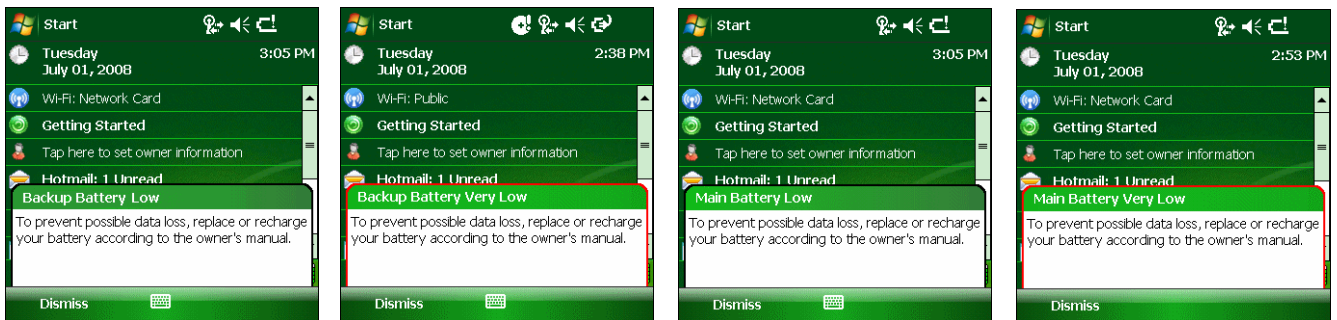 Start
Tuesday 3:05 PM
July 01, 2008
Wi-Fi: Network Card
Getting Started
Tap here to set owner information
Hotmail: 1 Unread
Backup Battery Low
To prevent possible data loss, replace or recharge
your battery according to the owner's manual.
Dismiss
Start
Tuesday 2:38 PM
July 01, 2008
Wi-Fi: Public
Getting Started
Tap here to set owner information
Hotmail: 1 Unread
Backup Battery Very Low
To prevent possible data loss, replace or recharge
your battery according to the owner's manual.
Dismiss
Start
Tuesday 3:05 PM
July 01, 2008
Wi-Fi: Network Card
Getting Started
Tap here to set owner information
Hotmail: 1 Unread
Main Battery Low
To prevent possible data loss, replace or recharge
your battery according to the owner's manual.
Dismiss
Start
Tuesday 2:53 PM
July 01, 2008
Wi-Fi: Network Card
Getting Started
Tap here to set owner information
Hotmail: 1 Unread
Main Battery Very Low
To prevent possible data loss, replace or recharge
your battery according to the owner's manual.
Dismiss